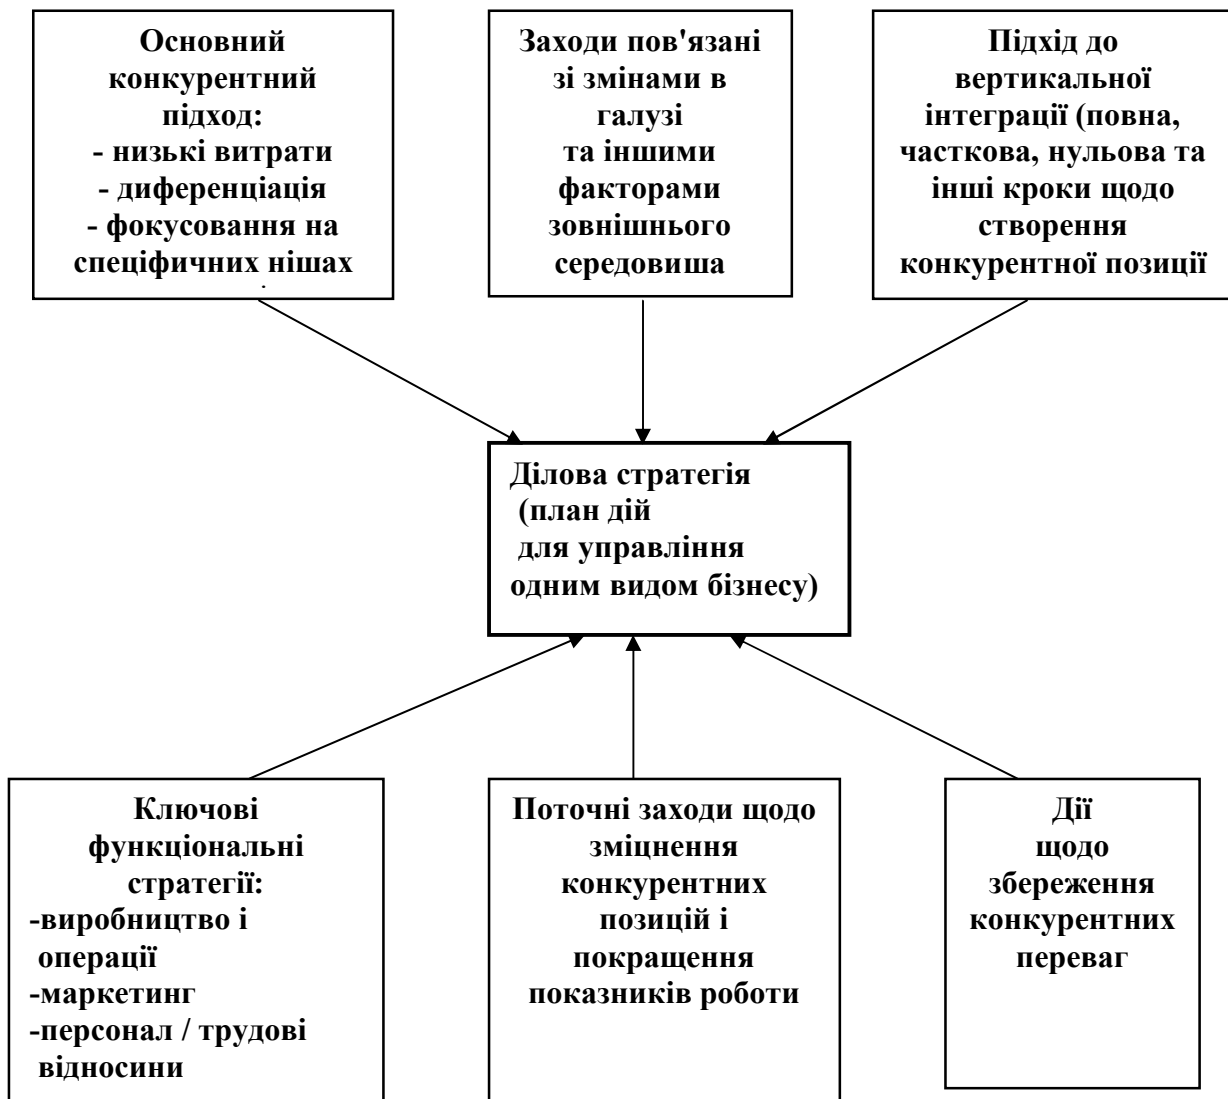 Основний
конкурентний
підход:
- низькі витрати
- диференціація
- фокусовання на
спеціфичних нішах
Заходи пов'язані
зі змінами в
галузі
та іншими
факторами
зовнішнього
середовиша
Підхід до
вертикальної
інтеграції (повна,
часткова, нульова та
інші кроки щодо
створення
конкурентної позиції
Ділова стратегія
(план дій
для управління
одним видом бізнесу)
Ключові
функціональні
стратегії:
-виробництво і
операції
-маркетинг
-персонал / трудові
відносини
Поточні заходи щодо
зміцнення
конкурентних
позицій і
покращення
показників роботи
Дії
щодо
збереження
конкурентних
переваг